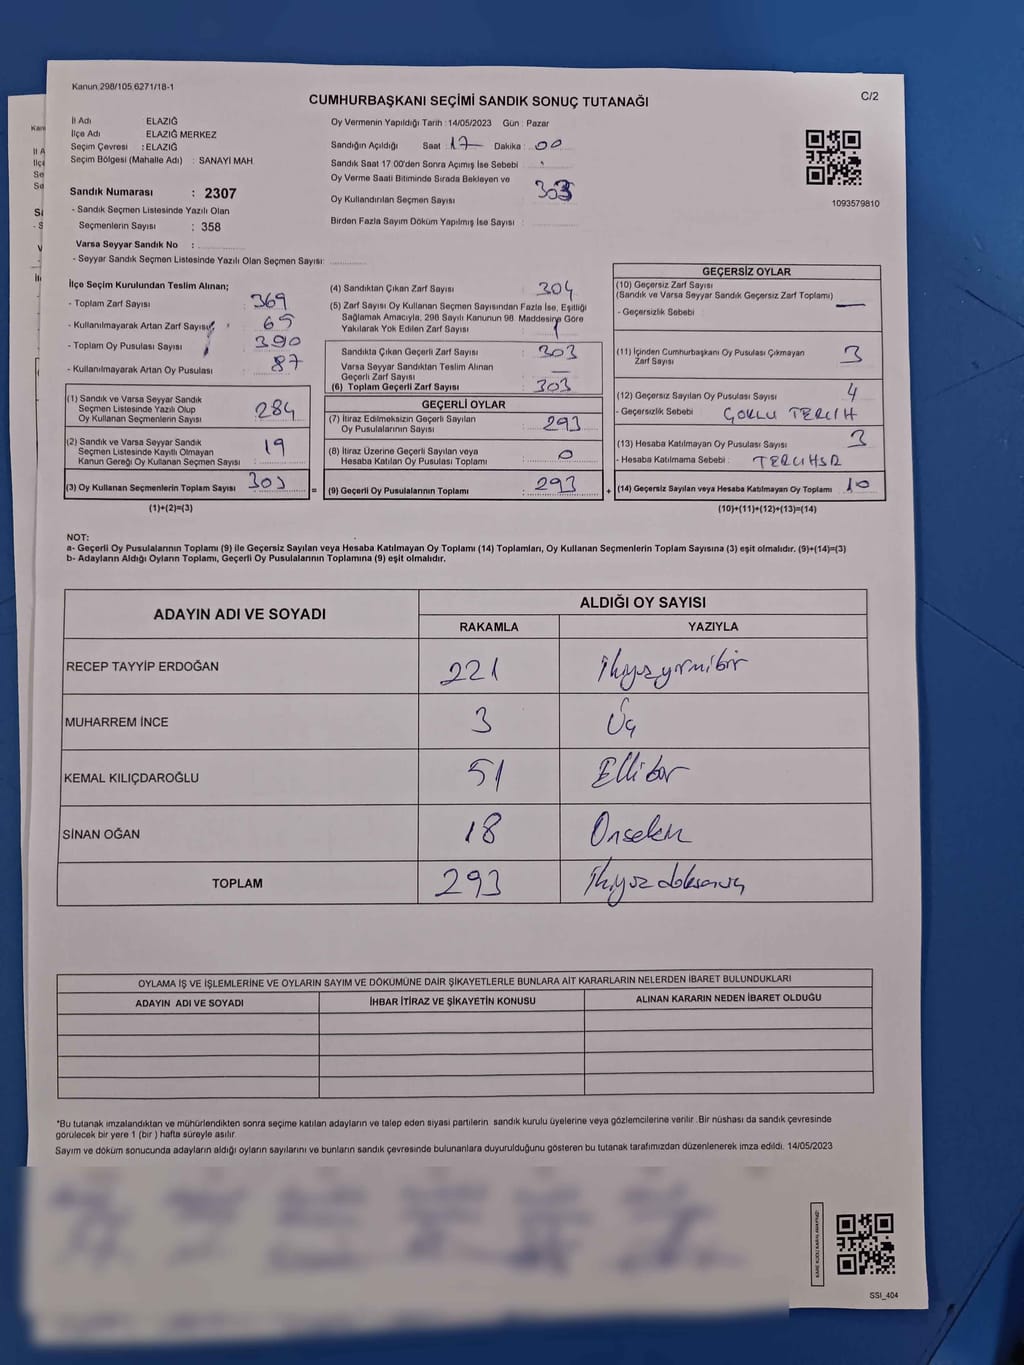 Kanun 298/105,6271/18-1
CUMHURBAŞKANI SEÇİMİ SANDIK SONUÇ TUTANAĞI
C/2
İl Adı ELAZIĞ
İlçe Adı ELAZIĞ MERKEZ
Seçim Çevresi : ELAZIĞ
Seçim Bölgesi (Mahalle Adı) : SANAYİ MAH.
Sandık Numarası : 2307
- Sandık Seçmen Listesinde Yazılı Olan
Seçmenlerin Sayısı : 358
Varsa Seyyar Sandık No :
- Seyyar Sandık Seçmen Listesinde Yazılı Olan Seçmen Sayısı:
Oy Vermenin Yapıldığı Tarih : 14/05/2023 Gün : Pazar
Sandığın Açıldığı Saat : 17 Dakika : 00
Sandık Saat 17.00'den Sonra Açımış İse Sebebi :
Oy Verme Saati Bitiminde Sırada Bekleyen ve
Oy Kullandırılan Seçmen Sayısı 303
Birden Fazla Sayım Döküm Yapılmış İse Sayısı :
1093579810
İlçe Seçim Kurulundan Teslim Alınan;
- Toplam Zarf Sayısı : 369
- Kullanılmayarak Artan Zarf Sayısı : 65
- Toplam Oy Pusulası Sayısı : 390
- Kullanılmayarak Artan Oy Pusulası : 87
(1) Sandık ve Varsa Seyyar Sandık
Seçmen Listesinde Yazılı Olup
Oy Kullanan Seçmenlerin Sayısı 284
(2) Sandık ve Varsa Seyyar Sandık
Seçmen Listesinde Kayıtlı Olmayan
Kanun Gereği Oy Kullanan Seçmen Sayısı 19
(3) Oy Kullanan Seçmenlerin Toplam Sayısı 303
(1)+(2)=(3)
(4) Sandıktan Çıkan Zarf Sayısı : 304
(5) Zarf Sayısı Oy Kullanan Seçmen Sayısından Fazla İse, Eşitliği
Sağlamak Amacıyla, 298 Sayılı Kanunun 98. Maddesine Göre
Yakılarak Yok Edilen Zarf Sayısı : 1
Sandıkta Çıkan Geçerli Zarf Sayısı : 303
Varsa Seyyar Sandıktan Teslim Alınan
Geçerli Zarf Sayısı : —
(6) Toplam Geçerli Zarf Sayısı : 303
GEÇERLİ OYLAR
(7) İtiraz Edilmeksizin Geçerli Sayılan
Oy Pusulalarının Sayısı : 293
(8) İtiraz Üzerine Geçerli Sayılan veya
Hesaba Katılan Oy Pusulası Toplamı : 0
= (9) Geçerli Oy Pusulalarının Toplamı : 293
GEÇERSİZ OYLAR
(10) Geçersiz Zarf Sayısı
(Sandık ve Varsa Seyyar Sandık Geçersiz Zarf Toplamı) —
- Geçersizlik Sebebi :
(11) İçinden Cumhurbaşkanı Oy Pusulası Çıkmayan
Zarf Sayısı : 3
(12) Geçersiz Sayılan Oy Pusulası Sayısı : 4
- Geçersizlik Sebebi : ÇOKLU TERCİH
(13) Hesaba Katılmayan Oy Pusulası Sayısı : 3
- Hesaba Katılmama Sebebi :
+ (14) Geçersiz Sayılan veya Hesaba Katılmayan Oy Toplamı : 10
(10)+(11)+(12)+(13)=(14)
NOT:
a- Geçerli Oy Pusulalarının Toplamı (9) ile Geçersiz Sayılan veya Hesaba Katılmayan Oy Toplamı (14) Toplamları, Oy Kullanan Seçmenlerin Toplam Sayısına (3) eşit olmalıdır. (9)+(14)=(3)
b- Adayların Aldığı Oyların Toplamı, Geçerli Oy Pusulalarının Toplamına (9) eşit olmalıdır.
ADAYIN ADI VE SOYADI
ALDIĞI OY SAYISI
RAKAMLA YAZIYLA
RECEP TAYYİP ERDOĞAN 221 İkiyüzyirmibir
MUHARREM İNCE 3 Üç
KEMAL KILIÇDAROĞLU 51 Ellibir
SİNAN OĞAN 18 Onsekiz
TOPLAM 293 İkiyüzdoksanüç
OYLAMA İŞ VE İŞLEMLERİNE VE OYLARIN SAYIM VE DÖKÜMÜNE DAİR ŞİKAYETLERLE BUNLARA AİT KARARLARIN NELERDEN İBARET BULUNDUKLARI
ADAYIN ADI VE SOYADI İHBAR İTİRAZ VE ŞİKAYETİN KONUSU ALINAN KARARIN NEDEN İBARET OLDUĞU
*Bu tutanak imzalandıktan ve mühürlendikten sonra seçime katılan adayların ve talep eden siyasi partilerin sandık kurulu üyelerine veya gözlemcilerine verilir. Bir nüshası da sandık çevresinde
görülecek bir yere 1 (bir ) hafta süreyle asılır.
Sayım ve döküm sonucunda adayların aldığı oyların sayılarını ve bunların sandık çevresinde bulunanlara duyurulduğunu gösteren bu tutanak tarafımızdan düzenlenerek imza edildi. 14/05/2023
SSI_404